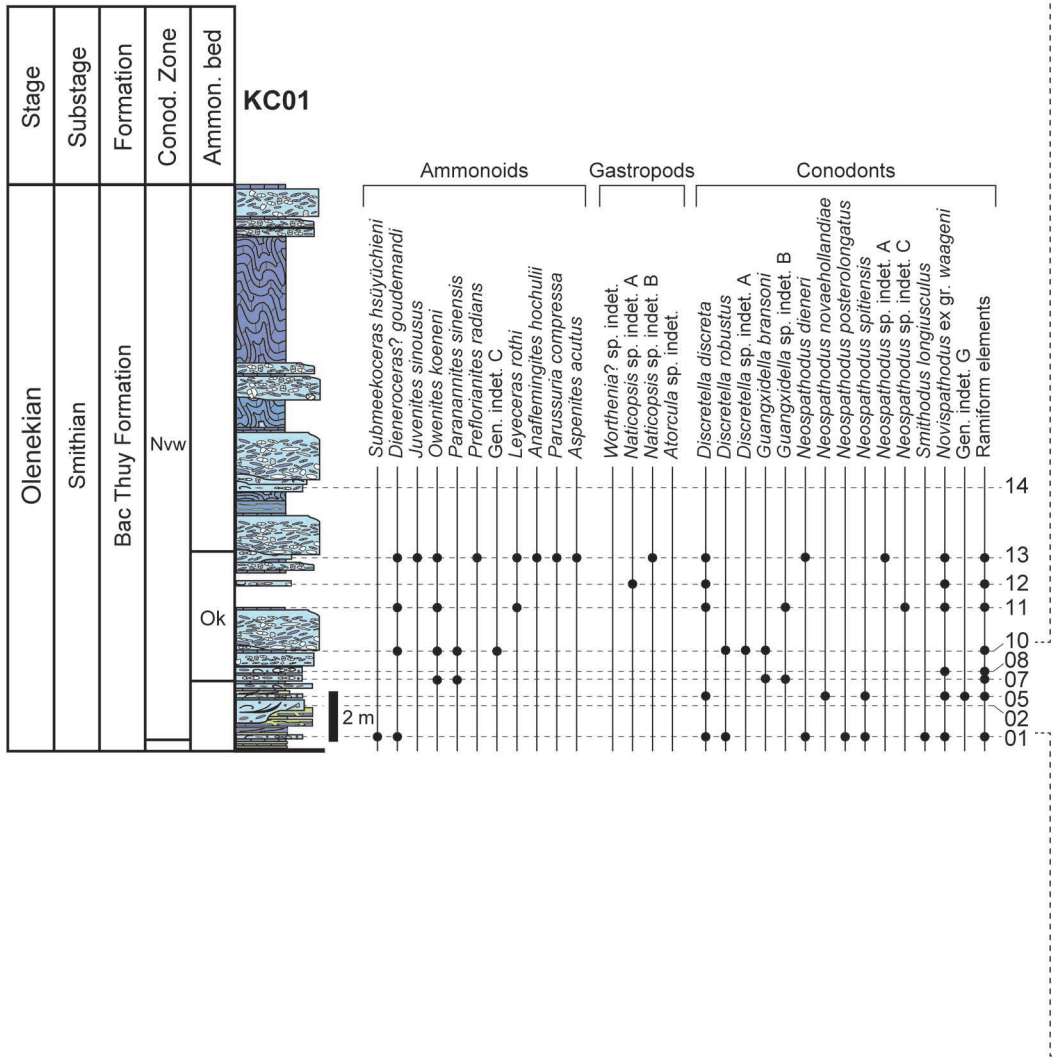 Stage
Substage
Formation
Conod. Zone
Ammon. bed
KC01
Olenekian
Smithian
Bac Thuy Formation
Nvw
Ok
2 m
Ammonoids
Gastropods
Conodonts
Submeekoceras hsüyüchieni
Dieneroceras? goudemandi
Juvenites sinousus
Owenites koeneni
Paranannites sinensis
Preflorianites radians
Gen. indet. C
Leyeceras rothi
Anaflemingites hochulii
Parussuria compressa
Aspenites acutus
Worthenia? sp. indet.
Naticopsis sp. indet. A
Naticopsis sp. indet. B
Atorcula sp. indet.
Discretella discreta
Discretella robustus
Discretella sp. indet. A
Guangxidella bransoni
Guangxidella sp. indet. B
Neospathodus dieneri
Neospathodus novaehollandiae
Neospathodus posterolongatus
Neospathodus spitiensis
Neospathodus sp. indet. A
Neospathodus sp. indet. C
Smithodus longiusculus
Novispathodus ex gr. waageni
Gen. indet. G
Ramiform elements
14
13
12
11
10
08
07
05
02
01